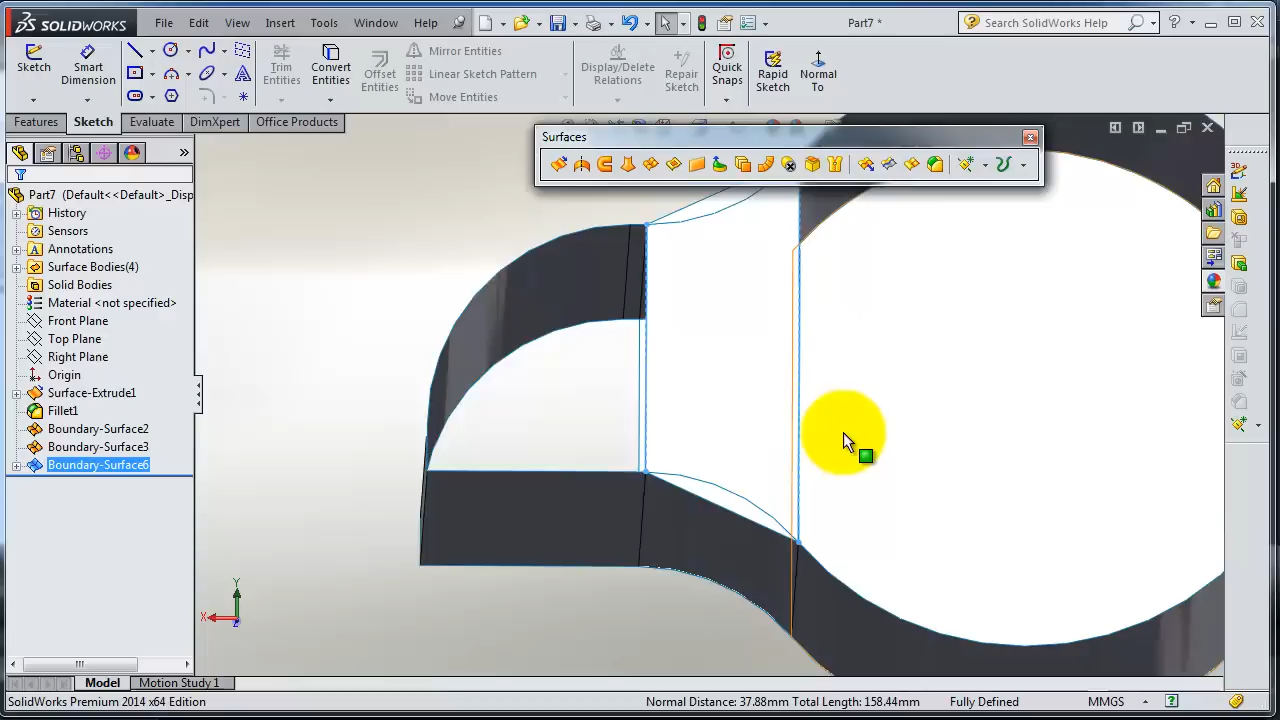 SOLIDWORKS File Edit View Insert Tools Window Help Part7 * Search SolidWorks Help
Sketch Smart Dimension Trim Entities Convert Entities Offset Entities Mirror Entities Linear Sketch Pattern Move Entities Display/Delete Relations Repair Sketch Quick Snaps Rapid Sketch Normal To
Features Sketch Evaluate DimXpert Office Products
Surfaces
Part7 (Default<<Default>_Disp
History
Sensors
Annotations
Surface Bodies(4)
Solid Bodies
Material <not specified>
Front Plane
Top Plane
Right Plane
Origin
Surface-Extrude1
Fillet1
Boundary-Surface2
Boundary-Surface3
Boundary-Surface6
Y
X
Z
Model Motion Study 1
SolidWorks Premium 2014 x64 Edition Normal Distance: 37.88mm Total Length: 158.44mm Fully Defined MMGS